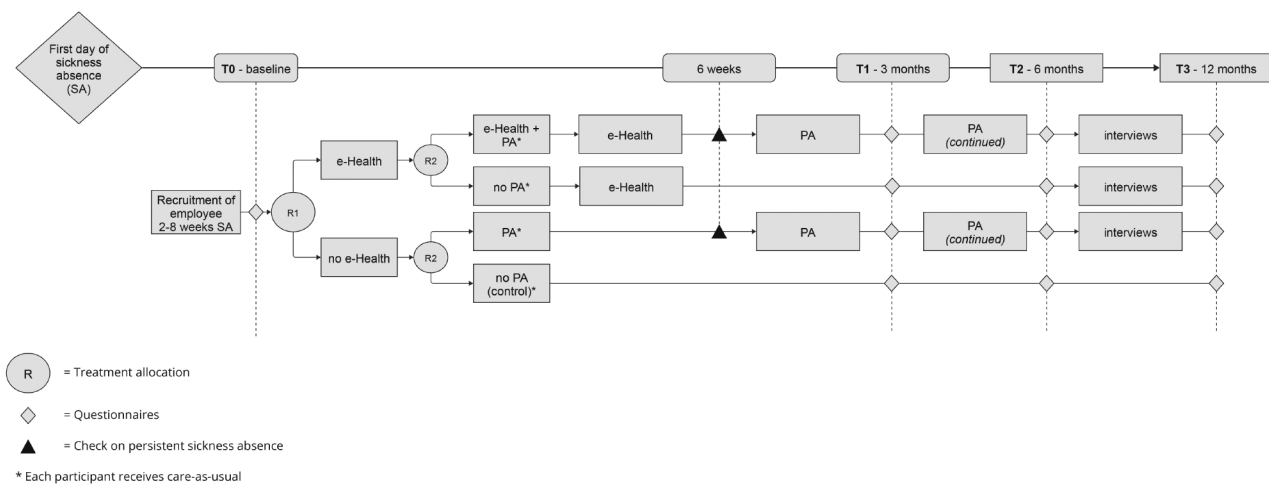 First day of
sickness
absence
(SA)
T0 - baseline
6 weeks
T1 - 3 months
T2 - 6 months
T3 - 12 months
e-Health +
PA*
e-Health
PA
PA
(continued)
interviews
e-Health
R2
no PA*
e-Health
interviews
Recruitment of
employee
2-8 weeks SA
R1
PA*
PA
PA
(continued)
interviews
no e-Health
R2
no PA
(control)*
R
= Treatment allocation
= Questionnaires
= Check on persistent sickness absence
* Each participant receives care-as-usual